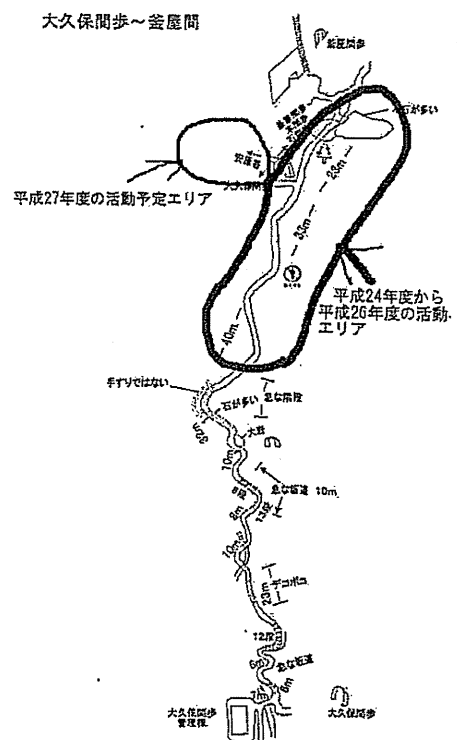 大久保間歩～釜屋間
釜屋間歩
石が多い
大久保間歩
平成27年度の活動予定エリア
23m
33m
平成24年度から
平成26年度の活動.
エリア
40m
手すりではない
石が多い
急な階段
32m
10m
急な坂道 10m
8段
8m
13段
10m
デコボコ
23m
12段
6m
急な坂道
7m
8m
大久保間歩
管理棟
大久保間歩